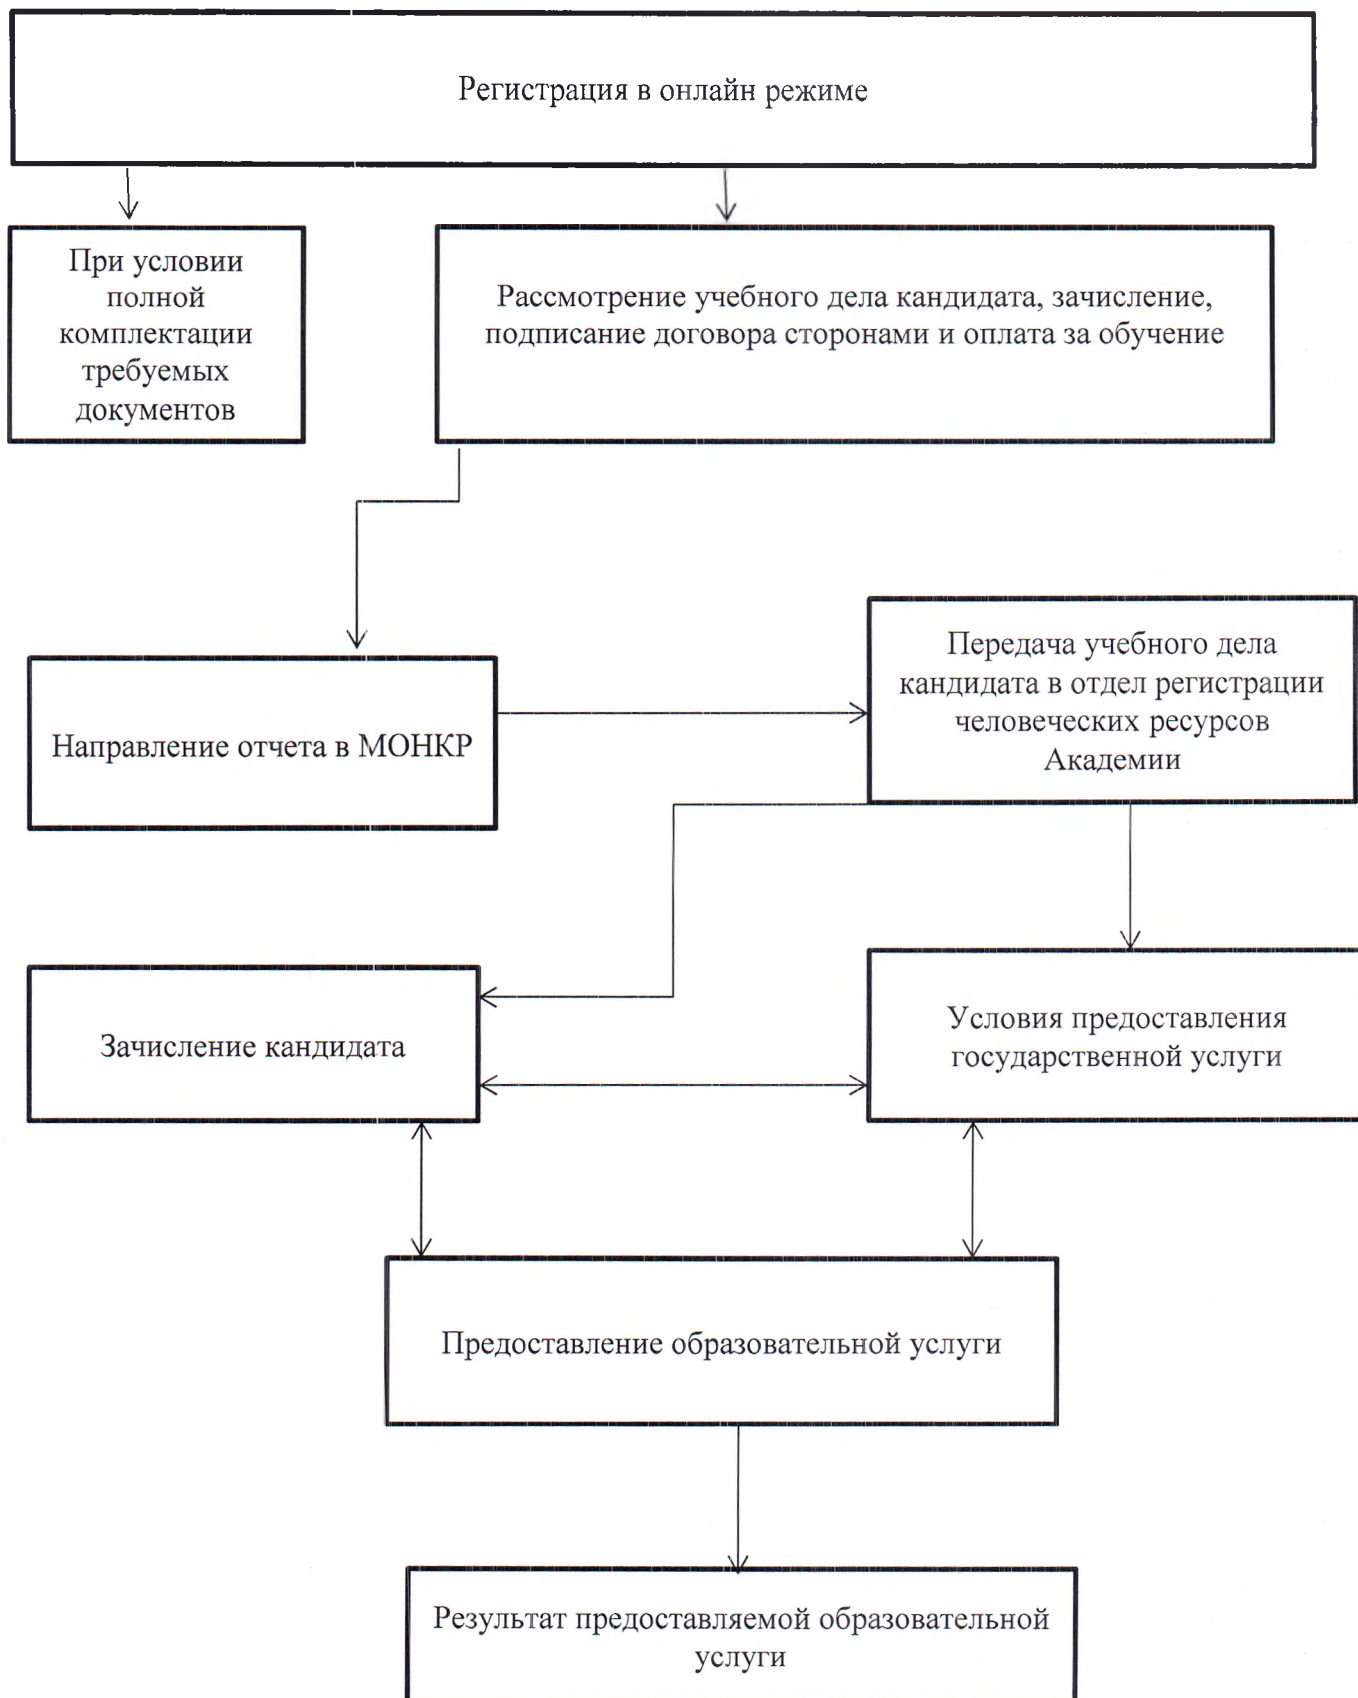 Регистрация в онлайн режиме
При условии
полной
комплектации
требуемых
документов
Рассмотрение учебного дела кандидата, зачисление,
подписание договора сторонами и оплата за обучение
Направление отчета в МОНКР
Передача учебного дела
кандидата в отдел регистрации
человеческих ресурсов
Академии
Зачисление кандидата
Условия предоставления
государственной услуги
Предоставление образовательной услуги
Результат предоставляемой образовательной
услуги